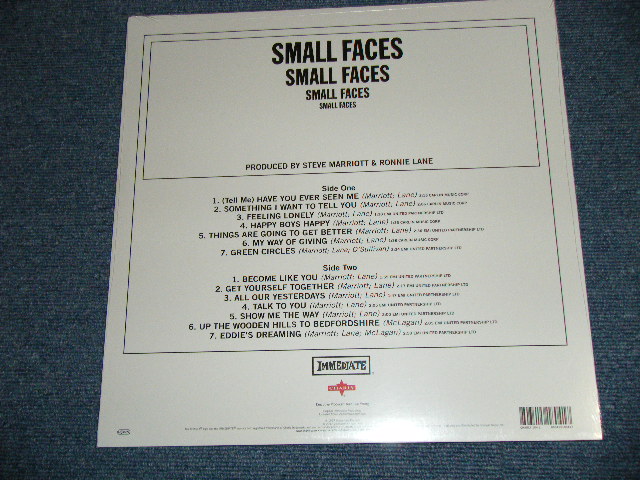 SMALL FACES
SMALL FACES
SMALL FACES
SMALL FACES
PRODUCED BY STEVE MARRIOTT & RONNIE LANE
Side One
1. (Tell Me) HAVE YOU EVER SEEN ME (Marriott; Lane)
2. SOMETHING I WANT TO TELL YOU (Marriott; Lane)
3. FEELING LONELY (Marriott; Lane)
4. HAPPY BOYS HAPPY (Marriott; Lane)
5. THINGS ARE GOING TO GET BETTER (Marriott; Lane)
6. MY WAY OF GIVING (Marriott; Lane)
7. GREEN CIRCLES (Marriott; Lane; O'Sullivan)
Side Two
1. BECOME LIKE YOU (Marriott; Lane)
2. GET YOURSELF TOGETHER (Marriott; Lane)
3. ALL OUR YESTERDAYS (Marriott; Lane)
4. TALK TO YOU (Marriott; Lane)
5. SHOW ME THE WAY (Marriott; Lane)
6. UP THE WOODEN HILLS TO BEDFORDSHIRE (McLagan)
7. EDDIE'S DREAMING (Marriott; Lane; McLagan)
IMMEDIATE
CHARLY